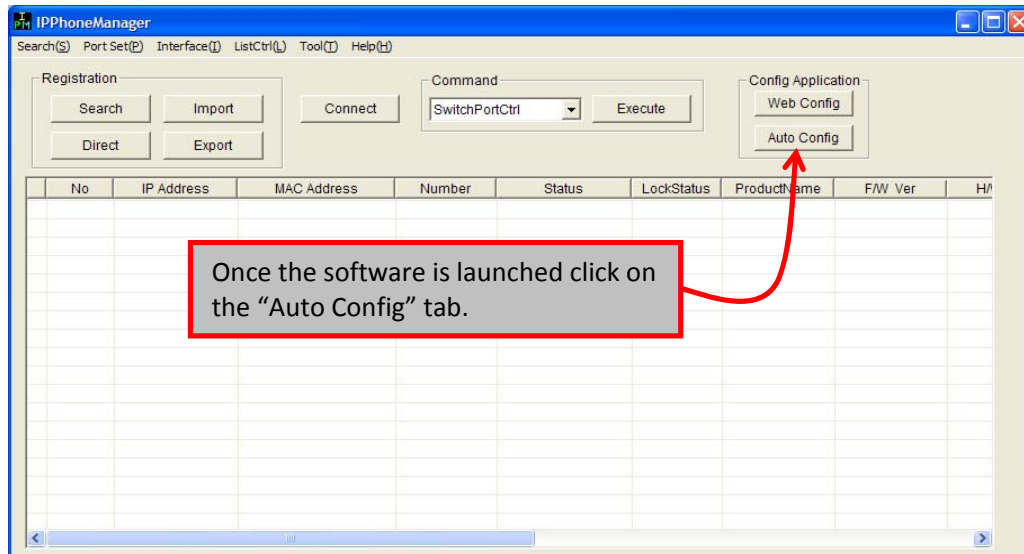 IPPhoneManager
Search(S) Port Set(P) Interface(I) ListCtrl(L) Tool(T) Help(H)
Registration
Search Import
Direct Export
Connect
Command
SwitchPortCtrl Execute
Config Application
Web Config
Auto Config
No IP Address MAC Address Number Status LockStatus ProductName F/W Ver
Once the software is launched click on
the “Auto Config” tab.